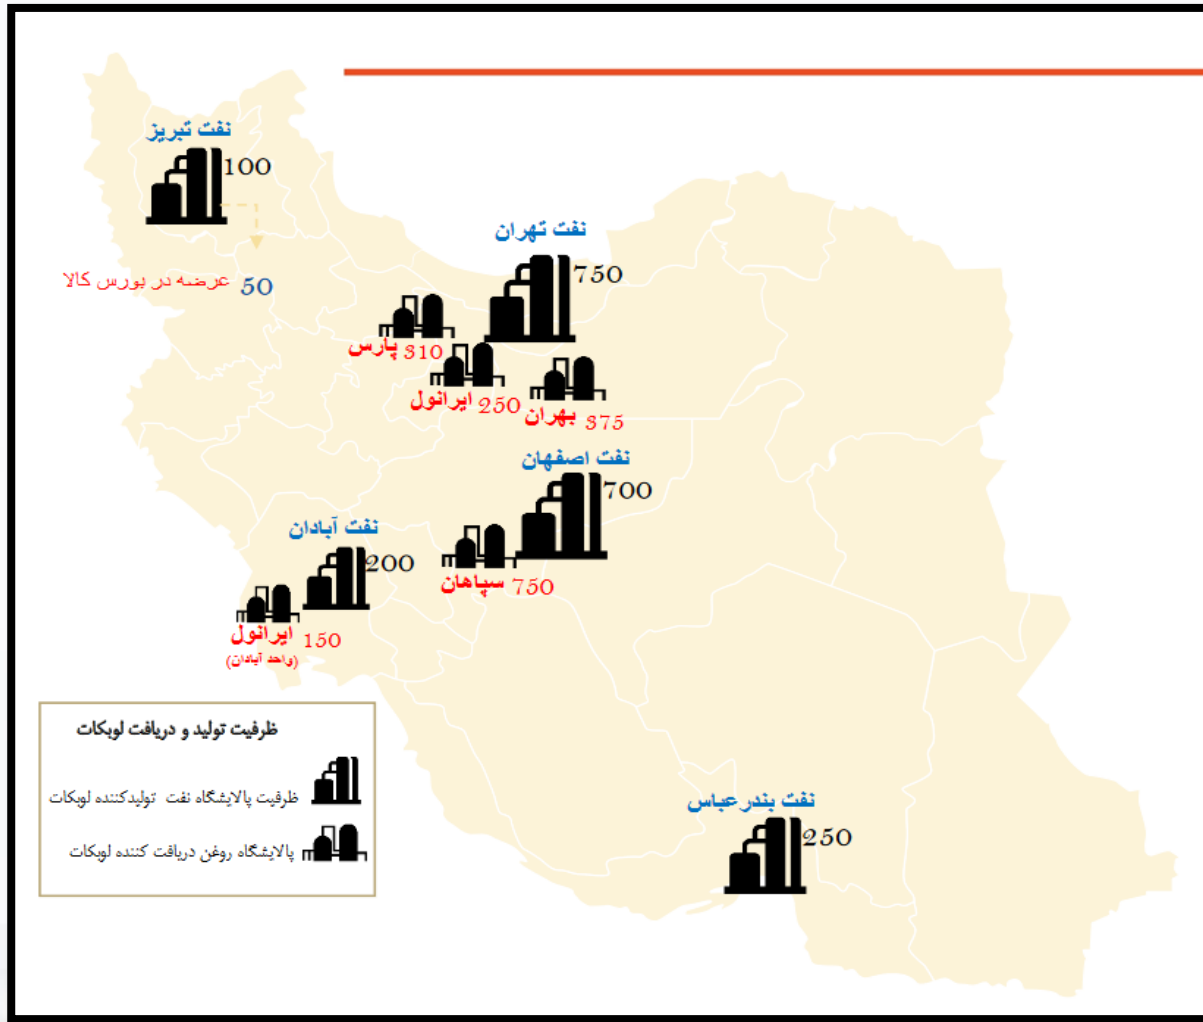 نفت تبریز
100
50 عرضه در بورس کالا
نفت تهران
750
پارس 310
ایرانول 250
بهران 375
نفت اصفهان
700
سپاهان 750
نفت آبادان
200
ایرانول 150
(واحد آبادان)
نفت بندرعباس
250
ظرفیت تولید و دریافت لوبکات
ظرفیت پالایشگاه نفت تولیدکننده لوبکات
پالایشگاه روغن دریافت کننده لوبکات